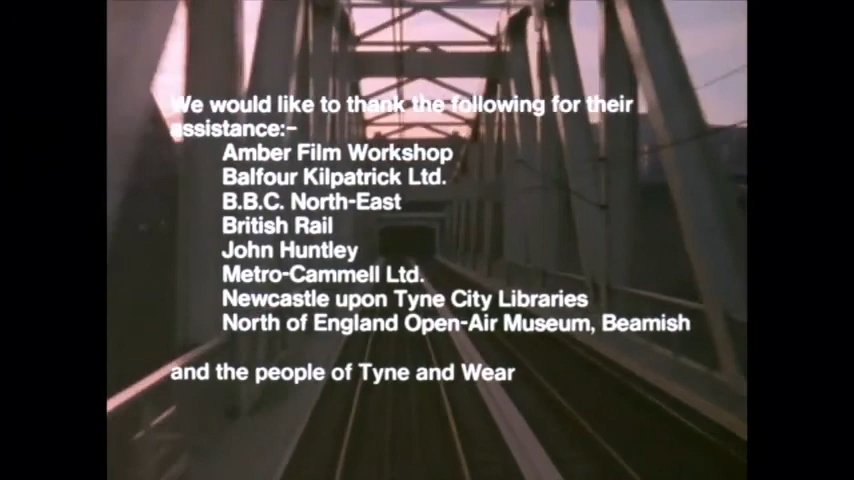 We would like to thank the following for their
assistance:-
Amber Film Workshop
Balfour Kilpatrick Ltd.
B.B.C. North-East
British Rail
John Huntley
Metro-Cammell Ltd.
Newcastle upon Tyne City Libraries
North of England Open-Air Museum, Beamish
and the people of Tyne and Wear